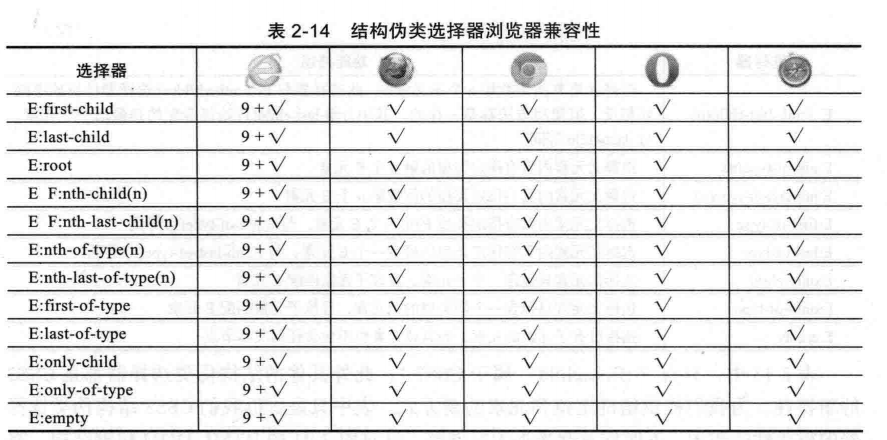 表 2-14 结构伪类选择器浏览器兼容性
选择器
E:first-child 9+√ √ √ √ √
E:last-child 9+√ √ √ √ √
E:root 9+√ √ √ √ √
E F:nth-child(n) 9+√ √ √ √ √
E F:nth-last-child(n) 9+√ √ √ √ √
E:nth-of-type(n) 9+√ √ √ √ √
E:nth-last-of-type(n) 9+√ √ √ √ √
E:first-of-type 9+√ √ √ √ √
E:last-of-type 9+√ √ √ √ √
E:only-child 9+√ √ √ √ √
E:only-of-type 9+√ √ √ √ √
E:empty 9+√ √ √ √ √